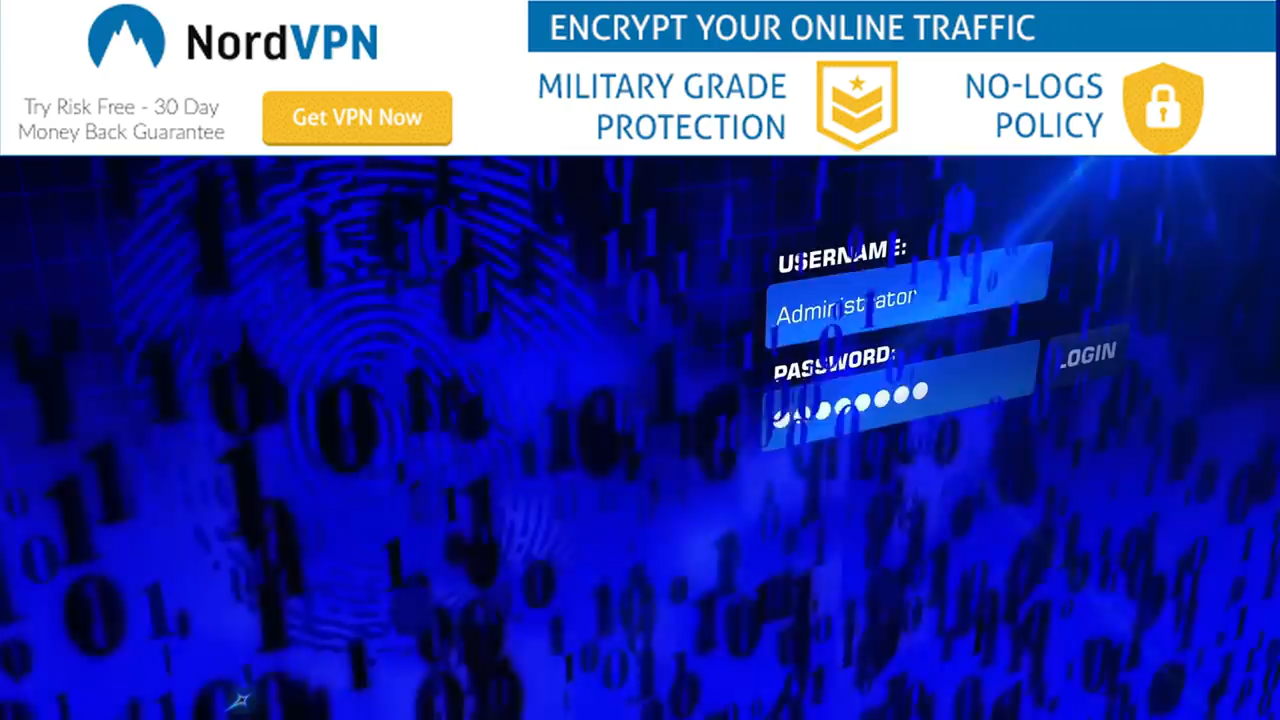 NordVPN
Try Risk Free - 30 Day
Money Back Guarantee
Get VPN Now
ENCRYPT YOUR ONLINE TRAFFIC
MILITARY GRADE
PROTECTION
NO-LOGS
POLICY
USERNAME:
Administrator
PASSWORD:
LOGIN